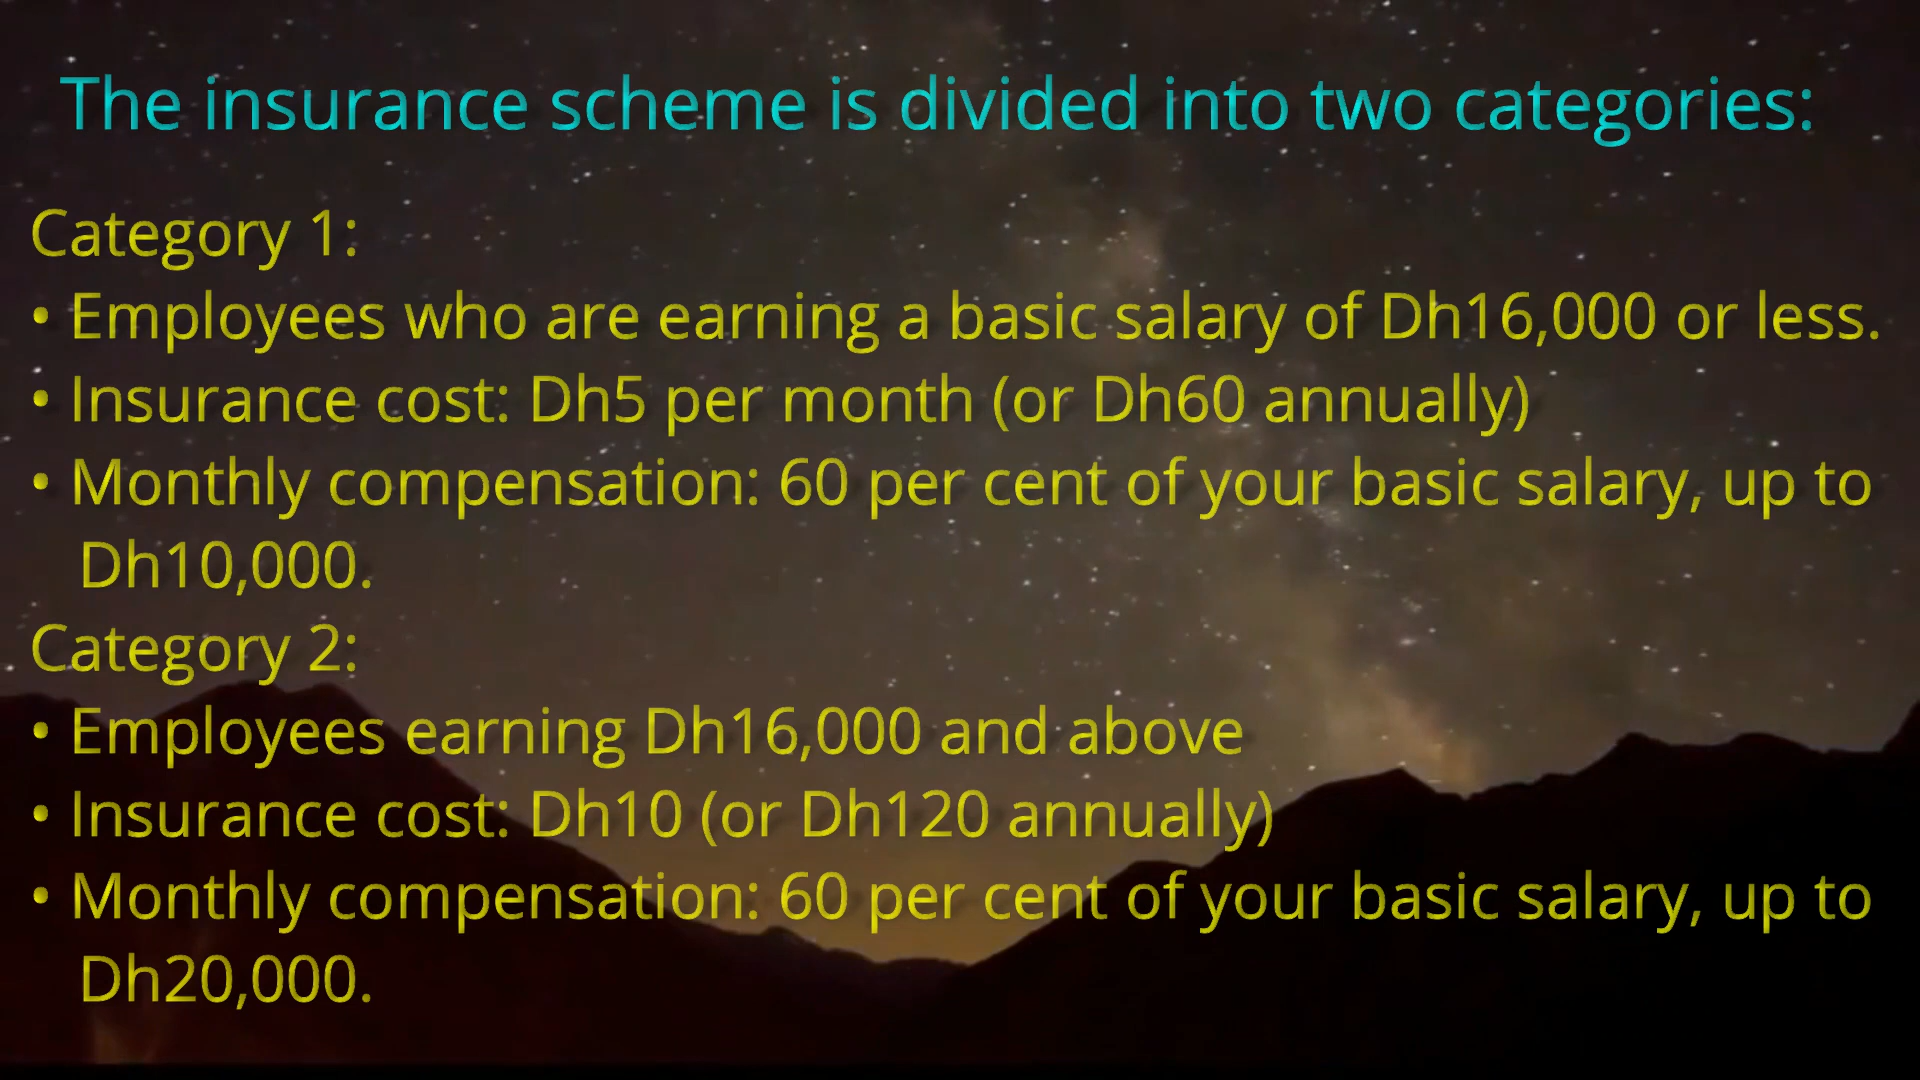 The insurance scheme is divided into two categories:
Category 1:
• Employees who are earning a basic salary of Dh16,000 or less.
• Insurance cost: Dh5 per month (or Dh60 annually)
• Monthly compensation: 60 per cent of your basic salary, up to
Dh10,000.
Category 2:
• Employees earning Dh16,000 and above
• Insurance cost: Dh10 (or Dh120 annually)
• Monthly compensation: 60 per cent of your basic salary, up to
Dh20,000.